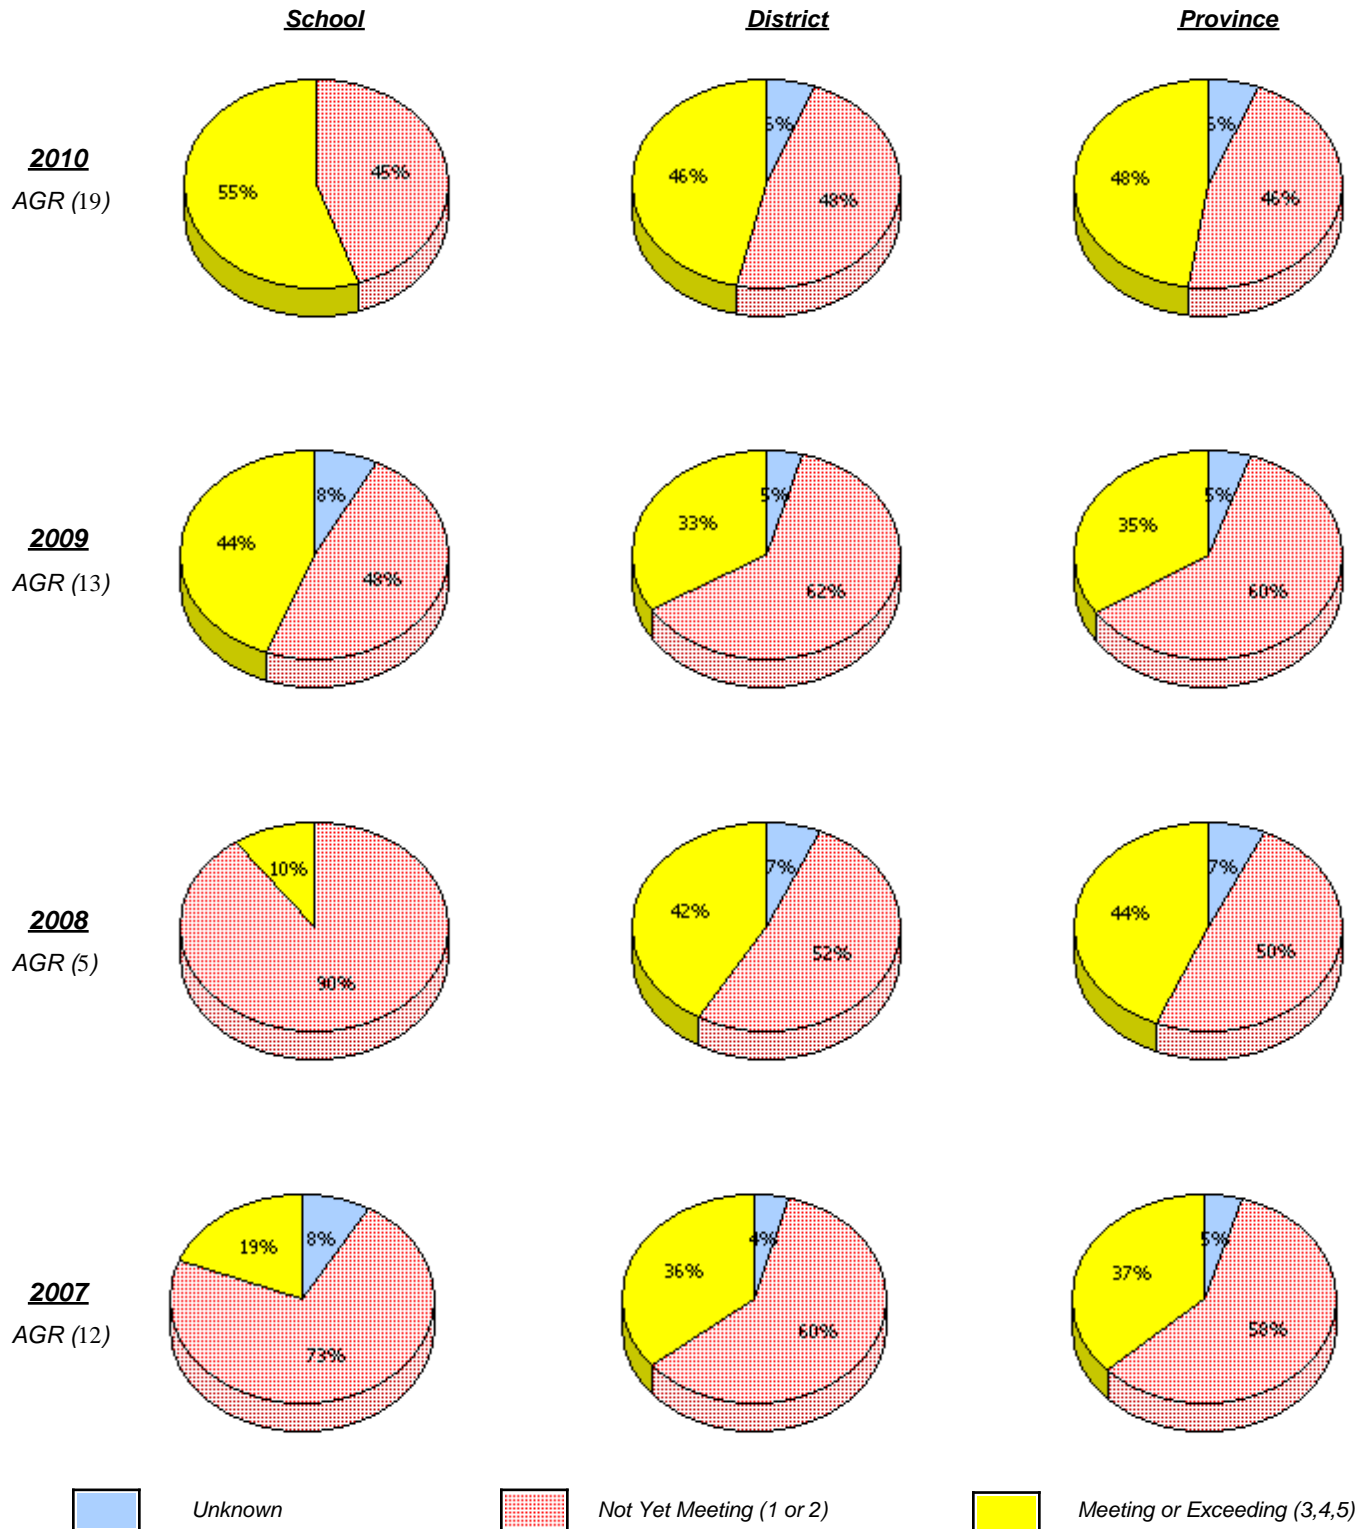 School District Province
2010
AGR (19)
55% 45%
46% 48%
48% 46%
2009
AGR (13)
44% 8% 48%
33% 5% 62%
35% 5% 60%
2008
AGR (5)
10% 90%
42% 7% 52%
44% 7% 50%
2007
AGR (12)
19% 8% 73%
36% 4% 60%
37% 5% 58%
Unknown Not Yet Meeting (1 or 2) Meeting or Exceeding (3,4,5)